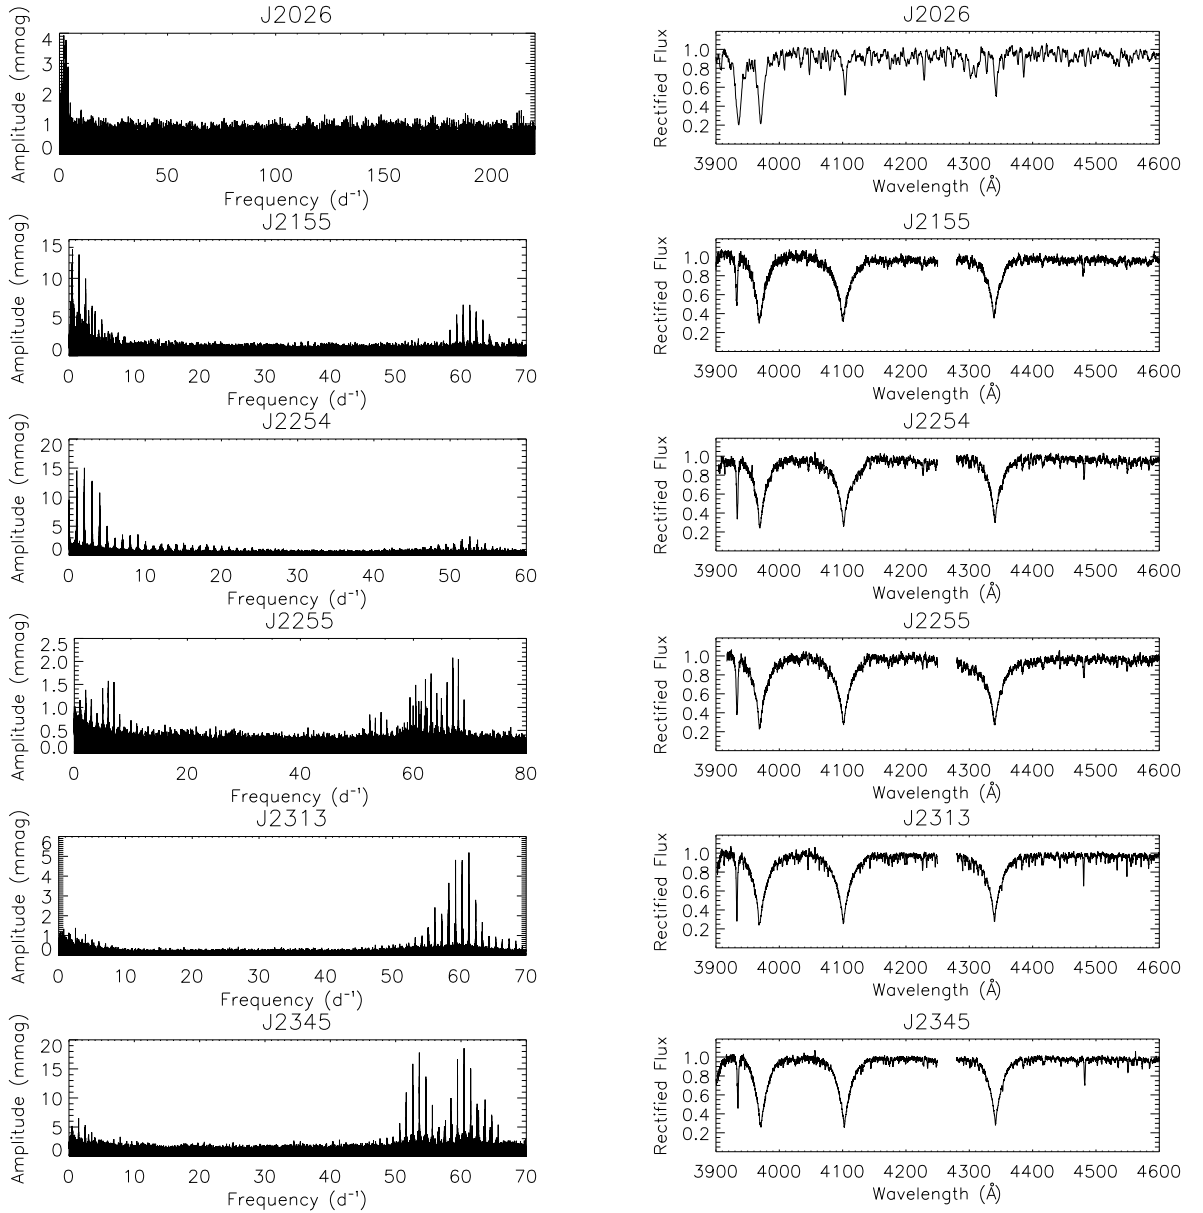 J2026
Amplitude (mmag)
4
3
2
1
0
0 50 100 150 200
Frequency (d⁻¹)
J2026
Rectified Flux
1.0
0.8
0.6
0.4
0.2
3900 4000 4100 4200 4300 4400 4500 4600
Wavelength (Å)
J2155
Amplitude (mmag)
15
10
5
0
0 10 20 30 40 50 60 70
Frequency (d⁻¹)
J2155
Rectified Flux
1.0
0.8
0.6
0.4
0.2
3900 4000 4100 4200 4300 4400 4500 4600
Wavelength (Å)
J2254
Amplitude (mmag)
20
15
10
5
0
0 10 20 30 40 50 60
Frequency (d⁻¹)
J2254
Rectified Flux
1.0
0.8
0.6
0.4
0.2
3900 4000 4100 4200 4300 4400 4500 4600
Wavelength (Å)
J2255
Amplitude (mmag)
2.5
2.0
1.5
1.0
0.5
0.0
0 20 40 60 80
Frequency (d⁻¹)
J2255
Rectified Flux
1.0
0.8
0.6
0.4
0.2
3900 4000 4100 4200 4300 4400 4500 4600
Wavelength (Å)
J2313
Amplitude (mmag)
6
5
4
3
2
1
0
0 10 20 30 40 50 60 70
Frequency (d⁻¹)
J2313
Rectified Flux
1.0
0.8
0.6
0.4
0.2
3900 4000 4100 4200 4300 4400 4500 4600
Wavelength (Å)
J2345
Amplitude (mmag)
20
15
10
5
0
0 10 20 30 40 50 60 70
Frequency (d⁻¹)
J2345
Rectified Flux
1.0
0.8
0.6
0.4
0.2
3900 4000 4100 4200 4300 4400 4500 4600
Wavelength (Å)